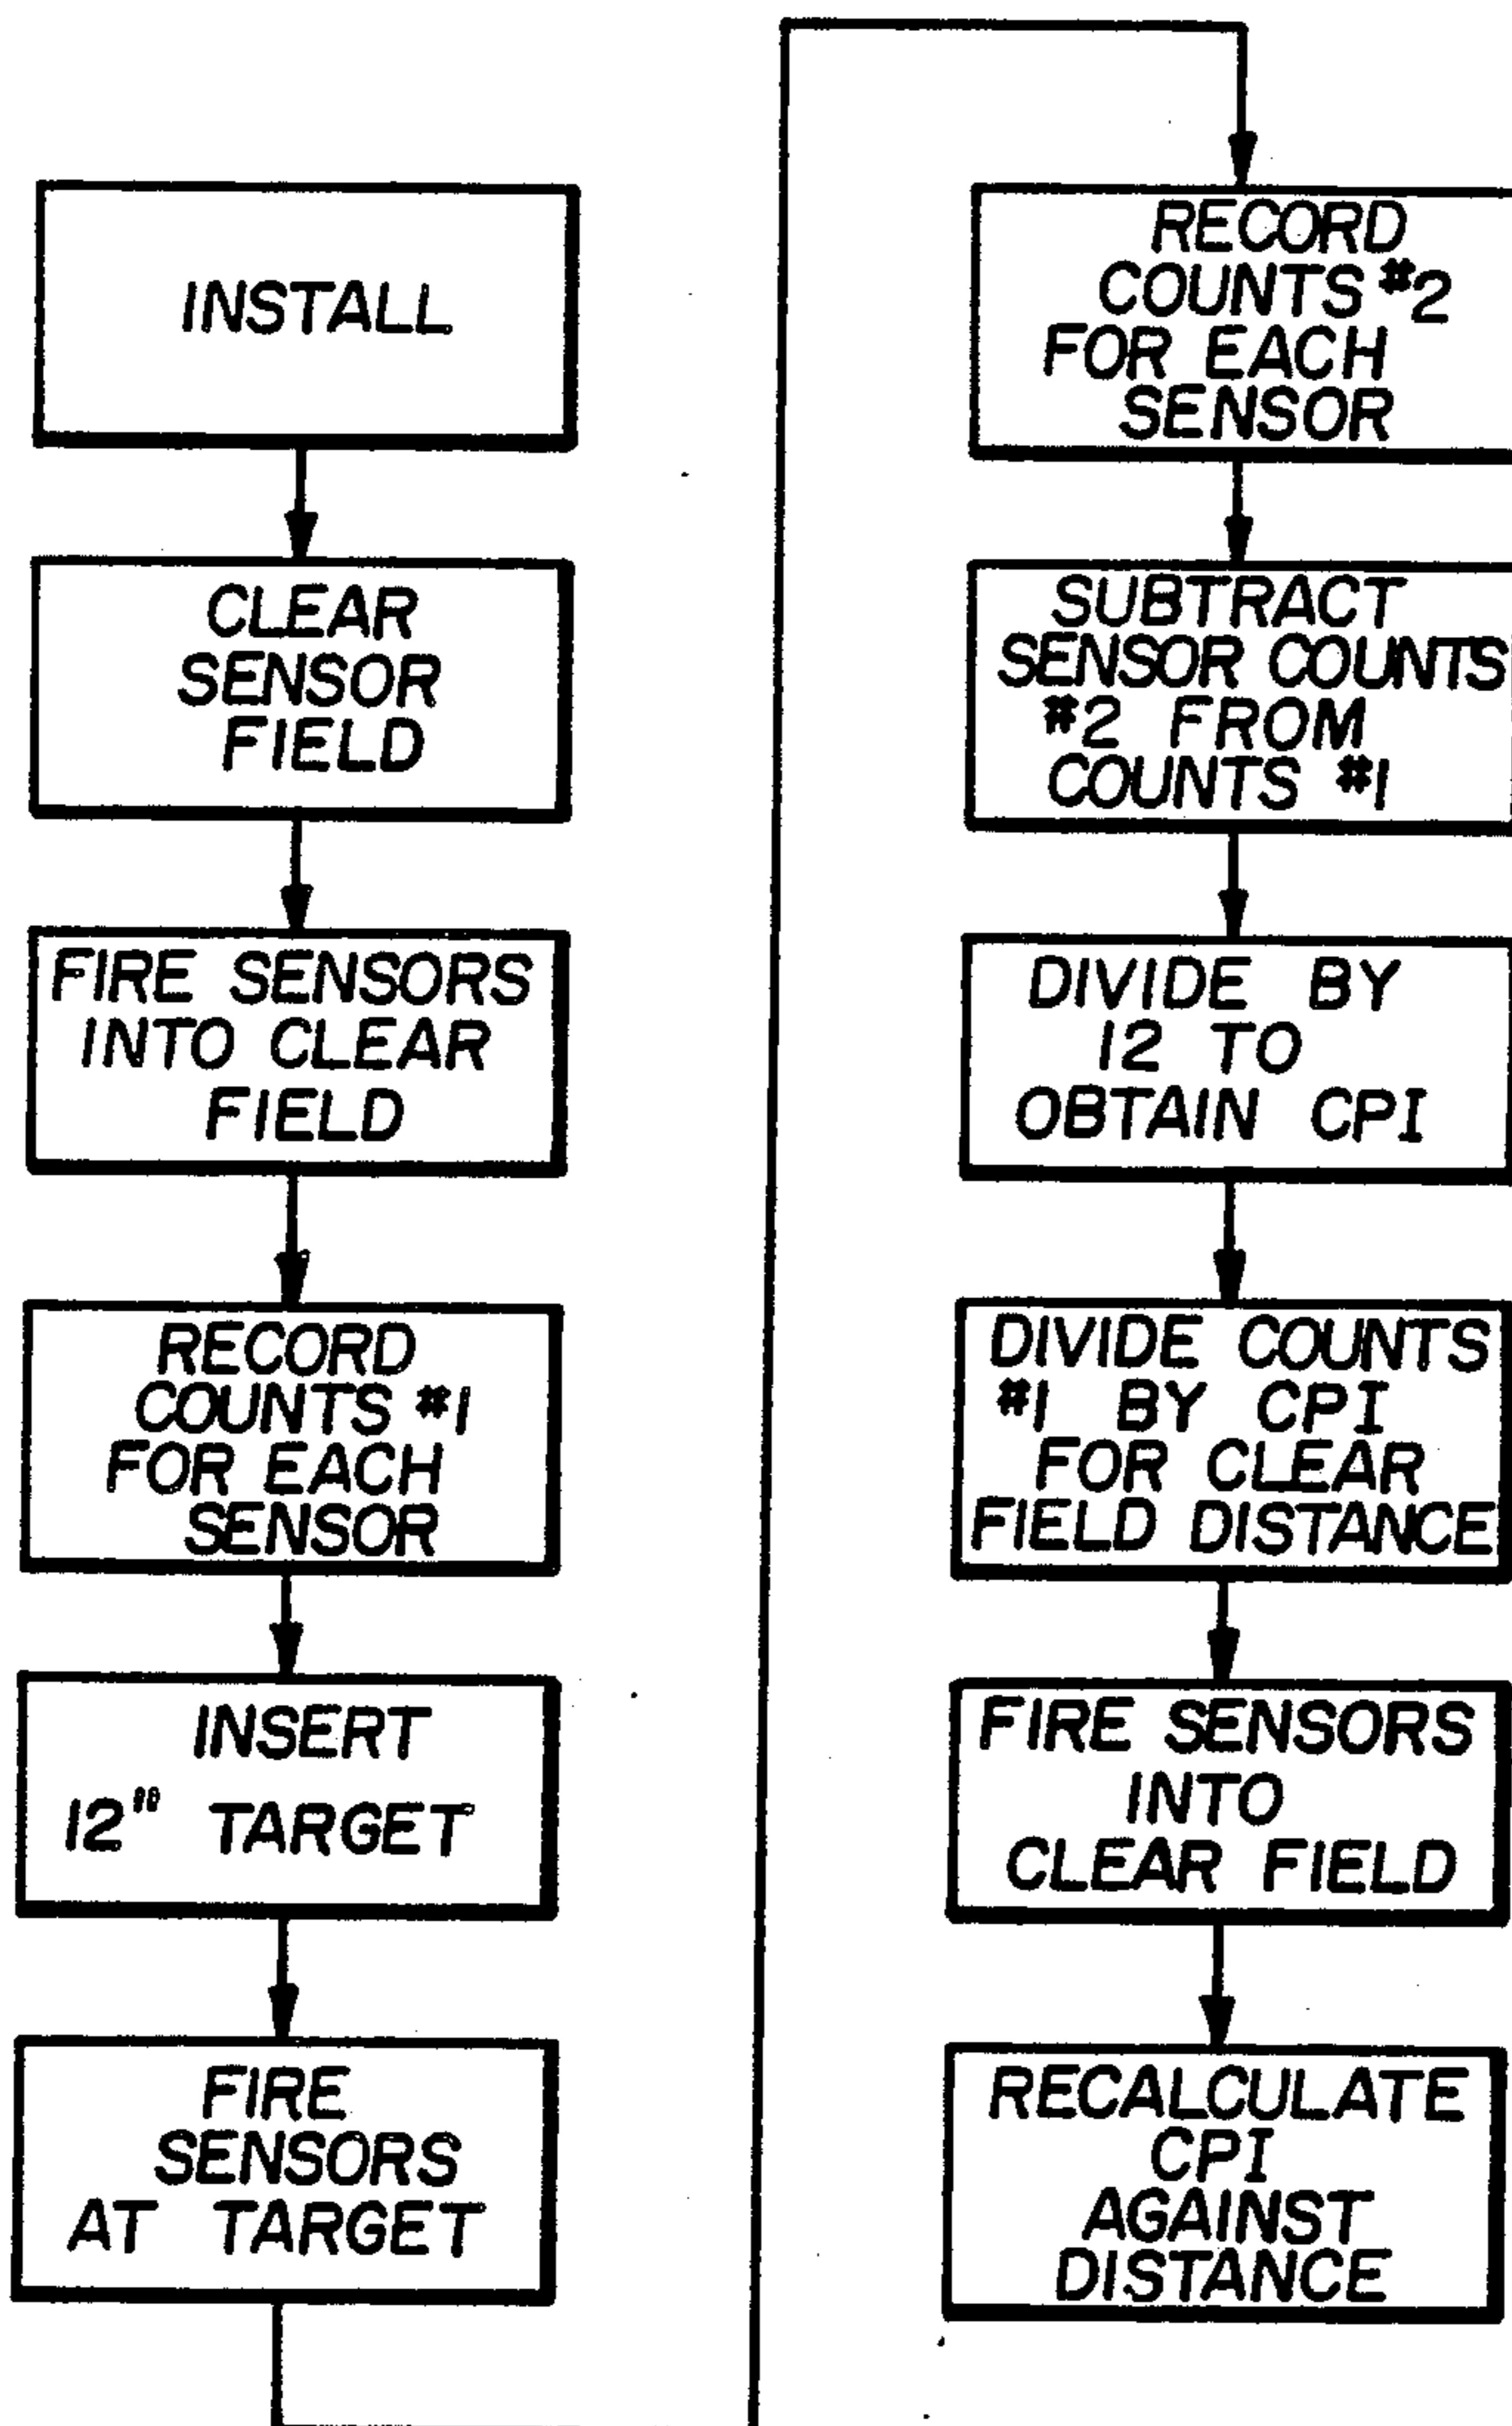 INSTALL
CLEAR
SENSOR
FIELD
FIRE SENSORS
INTO CLEAR
FIELD
RECORD
COUNTS #1
FOR EACH
SENSOR
INSERT
12" TARGET
FIRE
SENSORS
AT TARGET
RECORD
COUNTS #2
FOR EACH
SENSOR
SUBTRACT
SENSOR COUNTS
#2 FROM
COUNTS #1
DIVIDE BY
12 TO
OBTAIN CPI
DIVIDE COUNTS
#1 BY CPI
FOR CLEAR
FIELD DISTANCE
FIRE SENSORS
INTO
CLEAR FIELD
RECALCULATE
CPI
AGAINST
DISTANCE